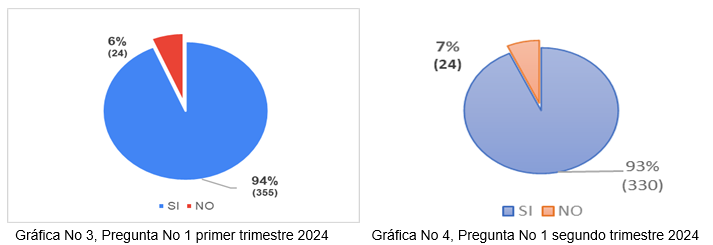 6%
(24)
94%
(355)
SI NO
Gráfica No 3, Pregunta No 1 primer trimestre 2024
7%
(24)
93%
(330)
SI NO
Gráfica No 4, Pregunta No 1 segundo trimestre 2024